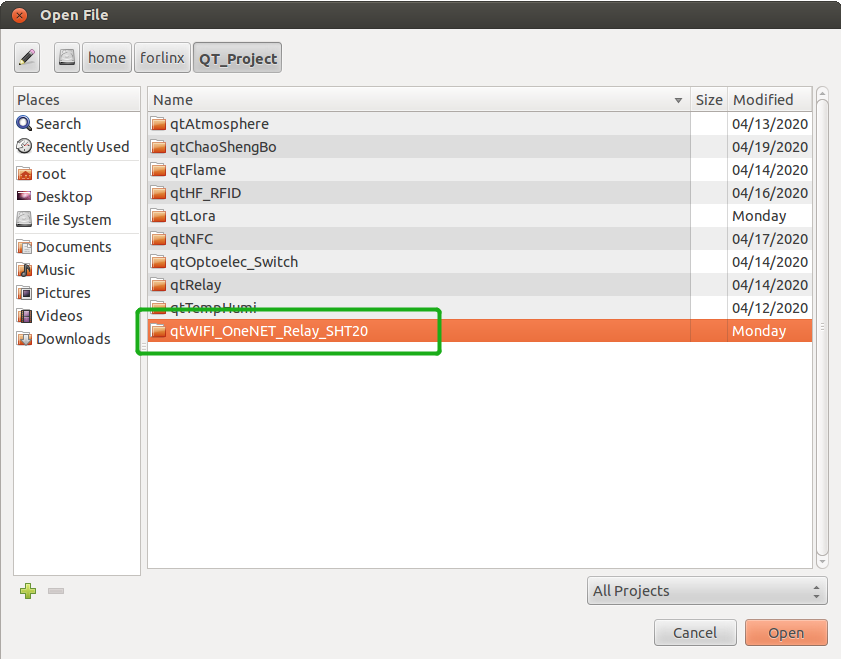 Open File
home forlinx QT_Project
Places
Search
Recently Used
root
Desktop
File System
Documents
Music
Pictures
Videos
Downloads
Name Size Modified
qtAtmosphere 04/13/2020
qtChaoShengBo 04/19/2020
qtFlame 04/14/2020
qtHF_RFID 04/16/2020
qtLora Monday
qtNFC 04/17/2020
qtOptoelec_Switch 04/14/2020
qtRelay 04/14/2020
qtTempHumi 04/12/2020
qtWIFI_OneNET_Relay_SHT20 Monday
All Projects
Cancel Open